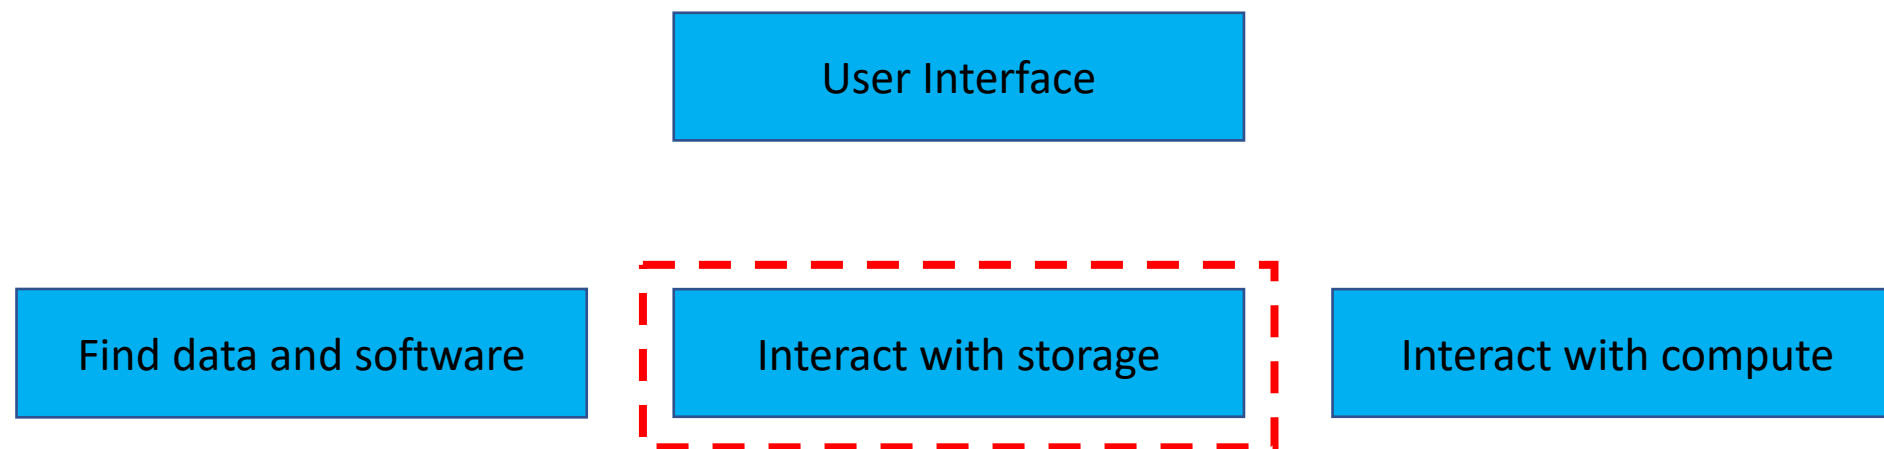 User Interface
Find data and software
Interact with storage
Interact with compute